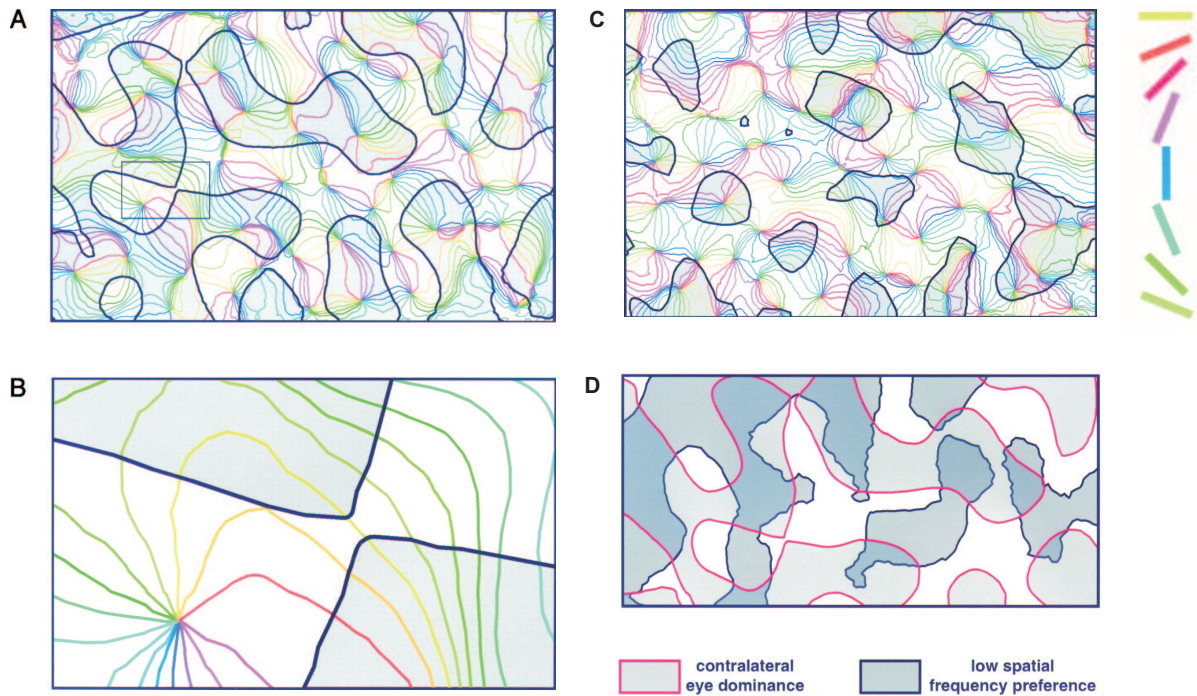 A
C
B
D
contralateral
eye dominance
low spatial
frequency preference